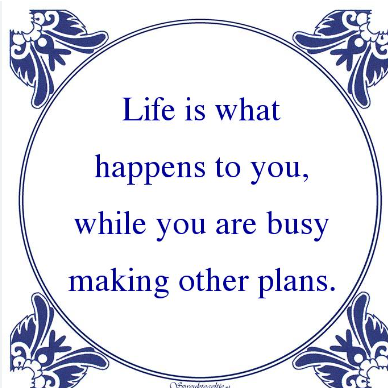 Life is what
happens to you,
while you are busy
making other plans.